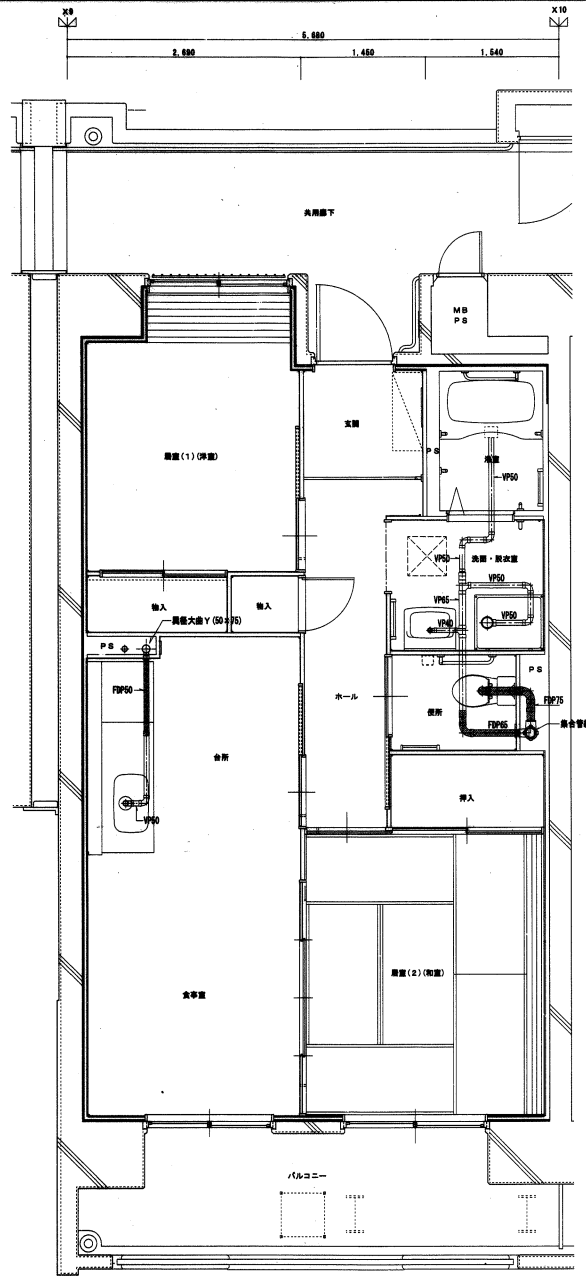 X9
X10
5,680
2,690
1,450
1,540
共用廊下
MB
PS
玄関
PS
浴室
居室(1)(洋室)
VP50
VP50
洗面・脱衣室
VP50
VP65
VP50
VP40
物入
物入
PS
異径大曲Y(50×75)
FDP50
ホール
便所
PS
FDP75
集合管
FDP65
台所
押入
VP50
居室(2)(和室)
食事室
バルコニー